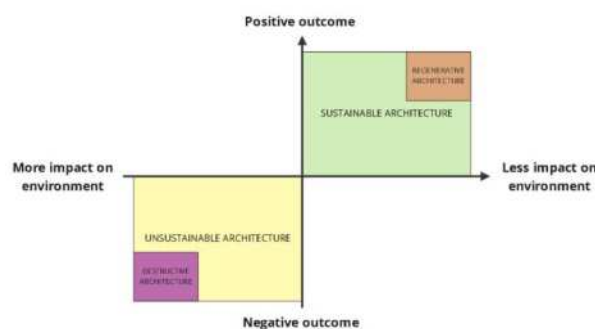 Positive outcome
REGENERATIVE
ARCHITECTURE
SUSTAINABLE ARCHITECTURE
More impact on
environment
Less impact on
environment
UNSUSTAINABLE ARCHITECTURE
DESTRUCTIVE
ARCHITECTURE
Negative outcome